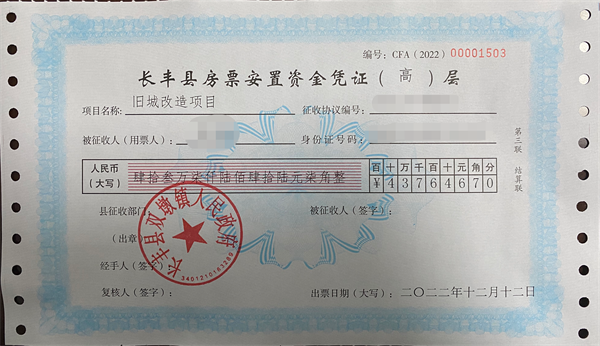 编号：CFA（2022）00001503
长丰县房票安置资金凭证（高）层
项目名称：旧城改造项目 征收协议编号：
被征收人（用票人）： 身份证号码：
第三联 结算联
人民币（大写） 肆拾叁万柒仟陆佰肆拾陆元柒角整 百十万千百十元角分
￥43764670
县征收部门 被征收人（签字）：
（出章）
长丰县双墩镇人民政府
经手人（签字）
复核人（签字）： 出票日期（大写）：二〇二二年十二月十二日